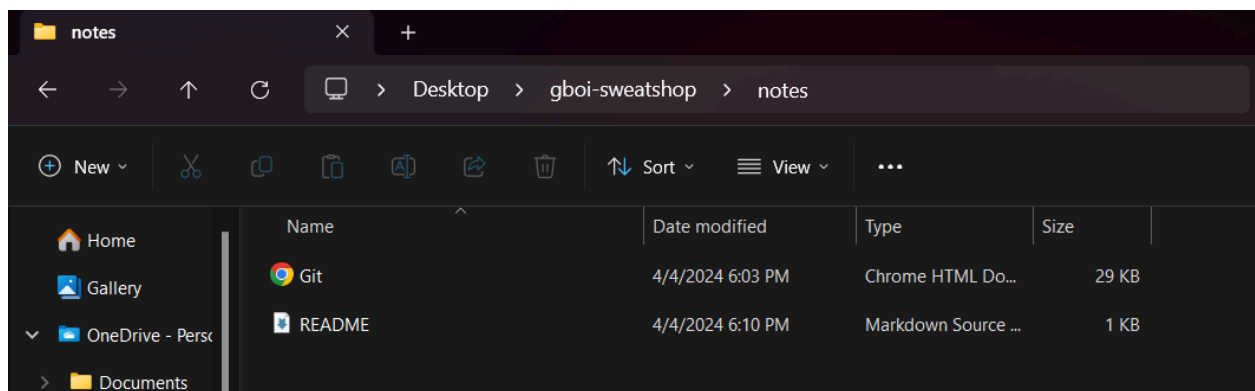 notes
Desktop > gboi-sweatshop > notes
New Sort View
Name Date modified Type Size
Home
Git 4/4/2024 6:03 PM Chrome HTML Do... 29 KB
Gallery
README 4/4/2024 6:10 PM Markdown Source ... 1 KB
OneDrive - Perso
Documents